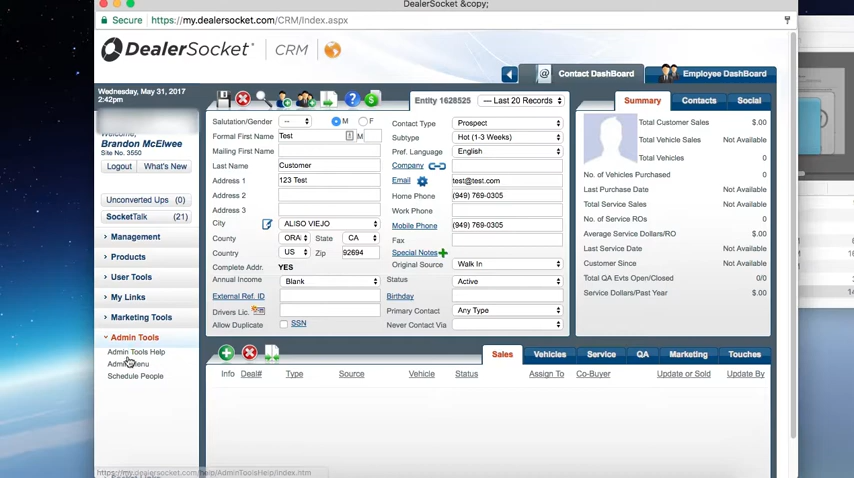 DealerSocket &copy;
Secure https://my.dealersocket.com/CRM/Index.aspx
DealerSocket CRM
@ Contact DashBoard
Employee DashBoard
Wednesday, May 31, 2017
2:42pm
Welcome,
Brandon McElwee
Site No. 3550
Logout What's New
Unconverted Ups (0)
SocketTalk (21)
Management
Products
User Tools
My Links
Marketing Tools
Admin Tools
Admin Tools Help
Admin Menu
Schedule People
Entity 1628525 — Last 20 Records
Salutation/Gender -- M F
Formal First Name Test M
Mailing First Name
Last Name Customer
Address 1 123 Test
Address 2
Address 3
City ALISO VIEJO
County ORA State CA
Country US Zip 92694
Complete Addr. YES
Annual Income Blank
External Ref. ID
Drivers Lic.
Allow Duplicate SSN
Contact Type Prospect
Subtype Hot (1-3 Weeks)
Pref. Language English
Company
Email test@test.com
Home Phone (949) 769-0305
Work Phone
Mobile Phone (949) 769-0305
Fax
Special Notes
Original Source Walk In
Status Active
Birthday
Primary Contact Any Type
Never Contact Via
Summary Contacts Social
Total Customer Sales $.00
Total Vehicle Sales Not Available
Total Vehicles 0
No. of Vehicles Purchased 0
Last Purchase Date Not Available
Total Service Sales Not Available
No. of Service ROs 0
Average Service Dollars/RO $.00
Last Service Date Not Available
Customer Since Not Available
Total QA Evts Open/Closed 0/0
Service Dollars/Past Year $.00
Sales Vehicles Service QA Marketing Touches
Info Deal# Type Source Vehicle Status Assign To Co-Buyer Update or Sold Update By
https://my.dealersocket.com/help/AdminToolsHelp/index.htm